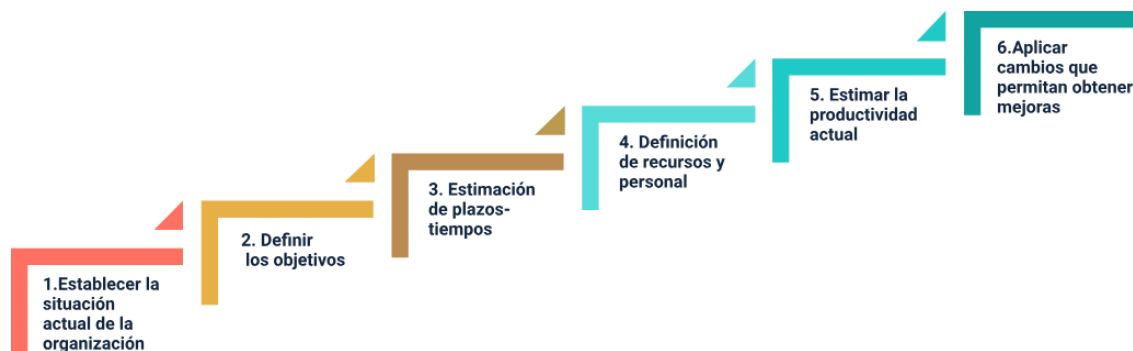 1.Establecer la
situación
actual de la
organización
2. Definir
los objetivos
3. Estimación
de plazos-
tiempos
4. Definición
de recursos y
personal
5. Estimar la
productividad
actual
6.Aplicar
cambios que
permitan obtener
mejoras